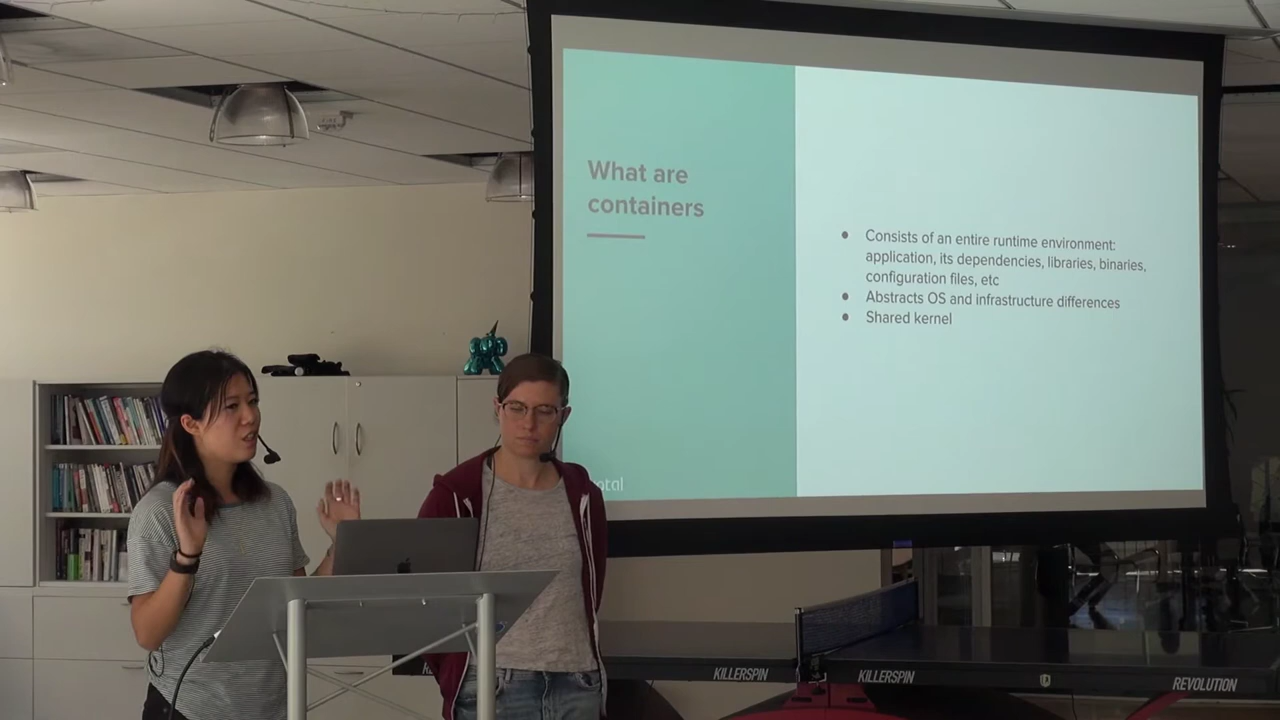 What are
containers
Consists of an entire runtime environment:
application, its dependencies, libraries, binaries,
configuration files, etc
Abstracts OS and infrastructure differences
Shared kernel
otal
KILLERSPIN
KILLERSPIN
REVOLUTION